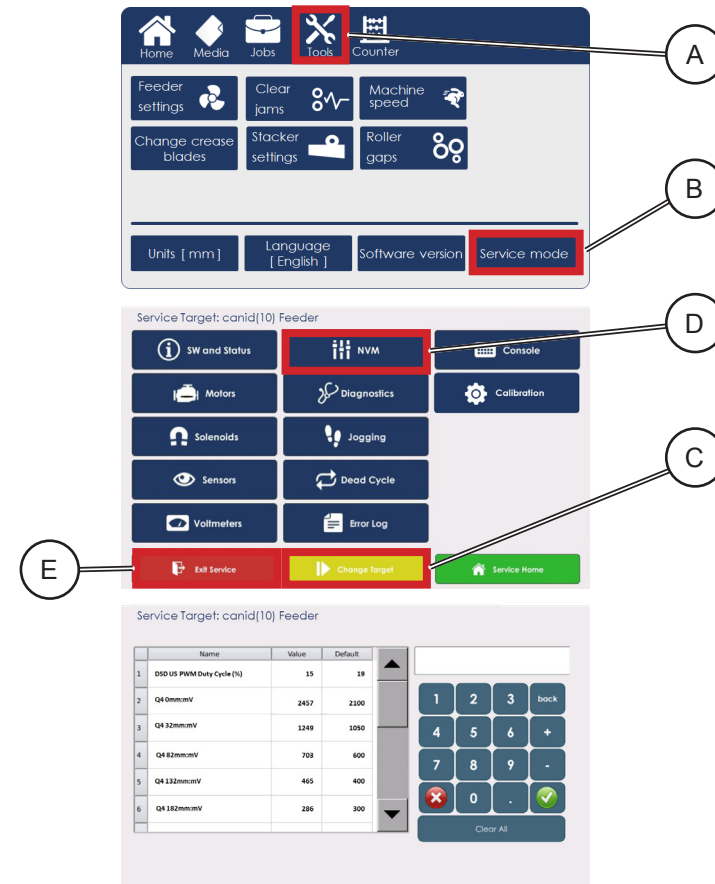 Home Media Jobs Tools Counter
A
Feeder settings
Clear jams
Machine speed
Change crease blades
Stacker settings
Roller gaps
B
Units [ mm ]
Language [ English ]
Software version
Service mode
Service Target: canid(10) Feeder
D
SW and Status
NVM
Console
Motors
Diagnostics
Calibration
Solenoids
Jogging
C
Sensors
Dead Cycle
Voltmeters
Error Log
E
Exit Service
Change Target
Service Home
Service Target: canid(10) Feeder
Name Value Default
1 DSD US PWM Duty Cycle (%) 15 19
2 Q4 0mm:mV 2457 2100
3 Q4 32mm:mV 1249 1050
4 Q4 82mm:mV 703 600
5 Q4 132mm:mV 465 400
6 Q4 182mm:mV 286 300
1 2 3 back
4 5 6 +
7 8 9 -
0 .
Clear All